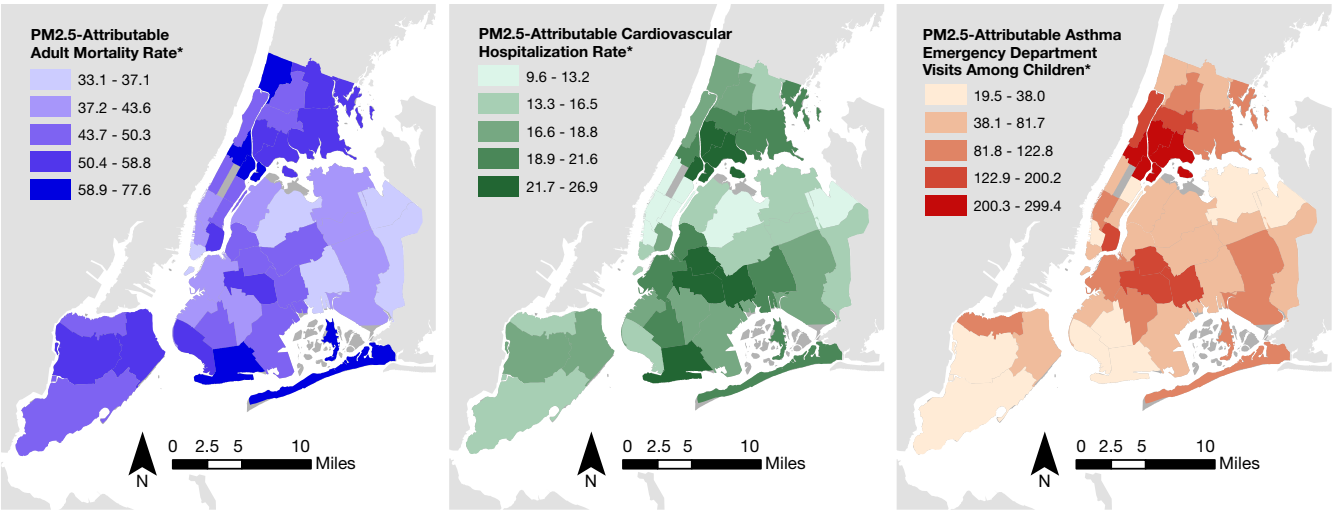 PM2.5-Attributable
Adult Mortality Rate*
33.1 - 37.1
37.2 - 43.6
43.7 - 50.3
50.4 - 58.8
58.9 - 77.6
0 2.5 5 10
Miles
N
PM2.5-Attributable Cardiovascular
Hospitalization Rate*
9.6 - 13.2
13.3 - 16.5
16.6 - 18.8
18.9 - 21.6
21.7 - 26.9
0 2.5 5 10
Miles
N
PM2.5-Attributable Asthma
Emergency Department
Visits Among Children*
19.5 - 38.0
38.1 - 81.7
81.8 - 122.8
122.9 - 200.2
200.3 - 299.4
0 2.5 5 10
Miles
N